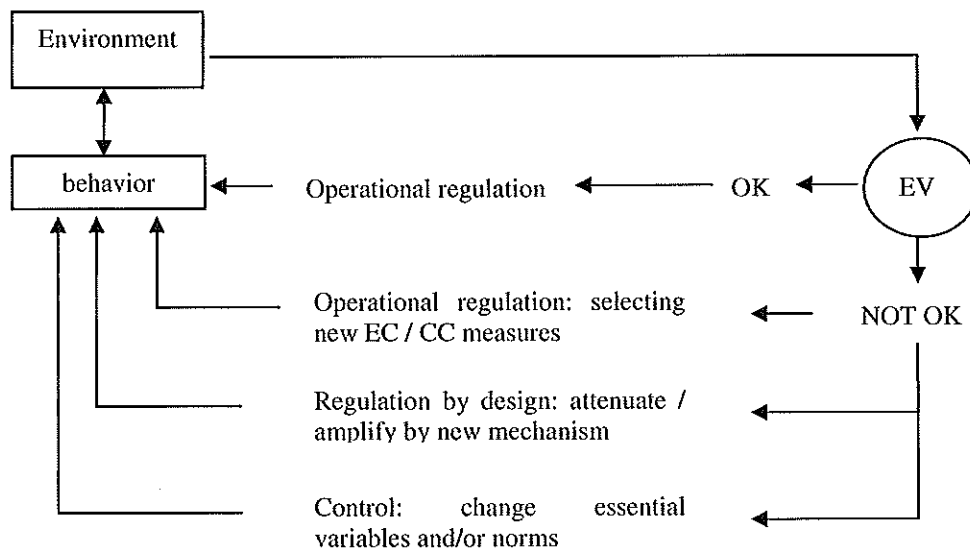 Environment
behavior
Operational regulation
OK
EV
Operational regulation: selecting
new EC / CC measures
NOT OK
Regulation by design: attenuate /
amplify by new mechanism
Control: change essential
variables and/or norms